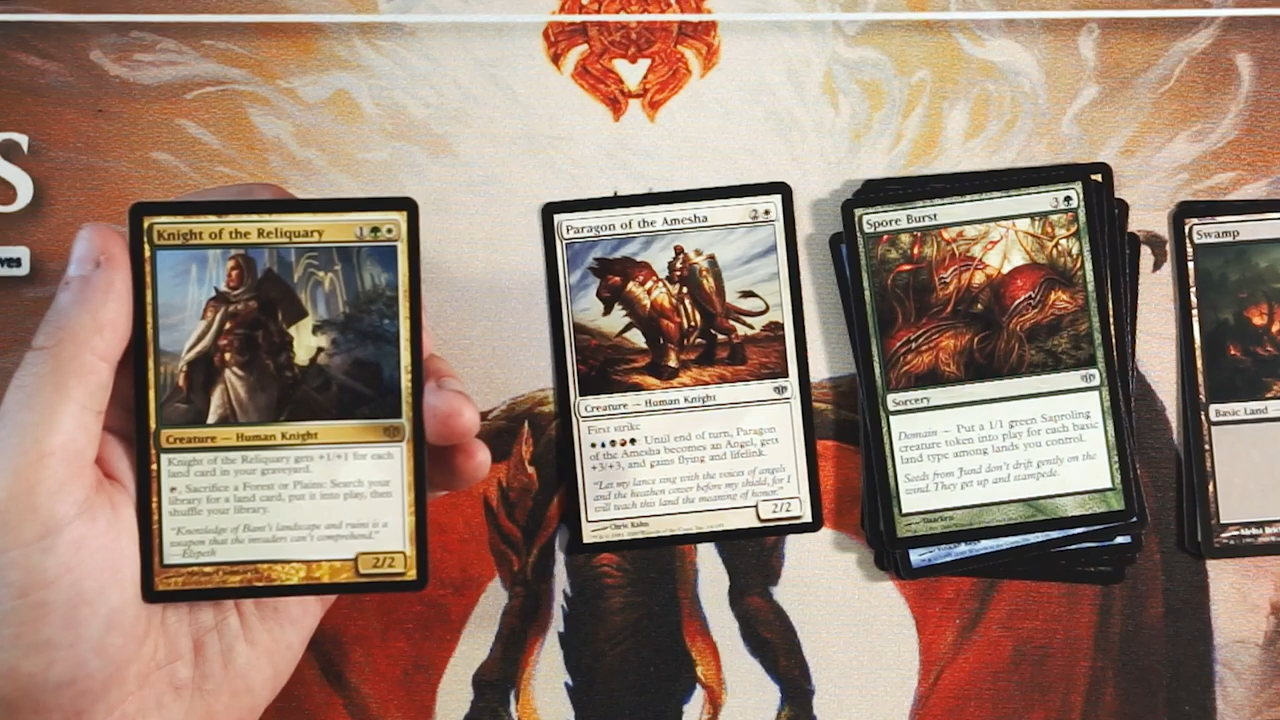 S
ves
Knight of the Reliquary 1
Creature — Human Knight
Knight of the Reliquary gets +1/+1 for each
land card in your graveyard.
, Sacrifice a Forest or Plains: Search your
library for a land card, put it into play, then
shuffle your library.
"Knowledge of Bant's landscape and ruins is a
weapon that the invaders can't comprehend."
—Elspeth
2/2
Paragon of the Amesha 2
Creature — Human Knight
First strike
: Until end of turn, Paragon
of the Amesha becomes an Angel, gets
+3/+3, and gains flying and lifelink.
"Let my lance sing with the voices of angels
and the heathen cower before my shield, for I
will teach this land the meaning of honor."
Chris Rahn
2/2
Spore Burst 3
Sorcery
Domain — Put a 1/1 green Saproling
creature token into play for each basic
land type among lands you control.
Seeds from Jund don't drift gently on the
wind. They get up and stampede.
Daarken
Swamp
Basic Land —